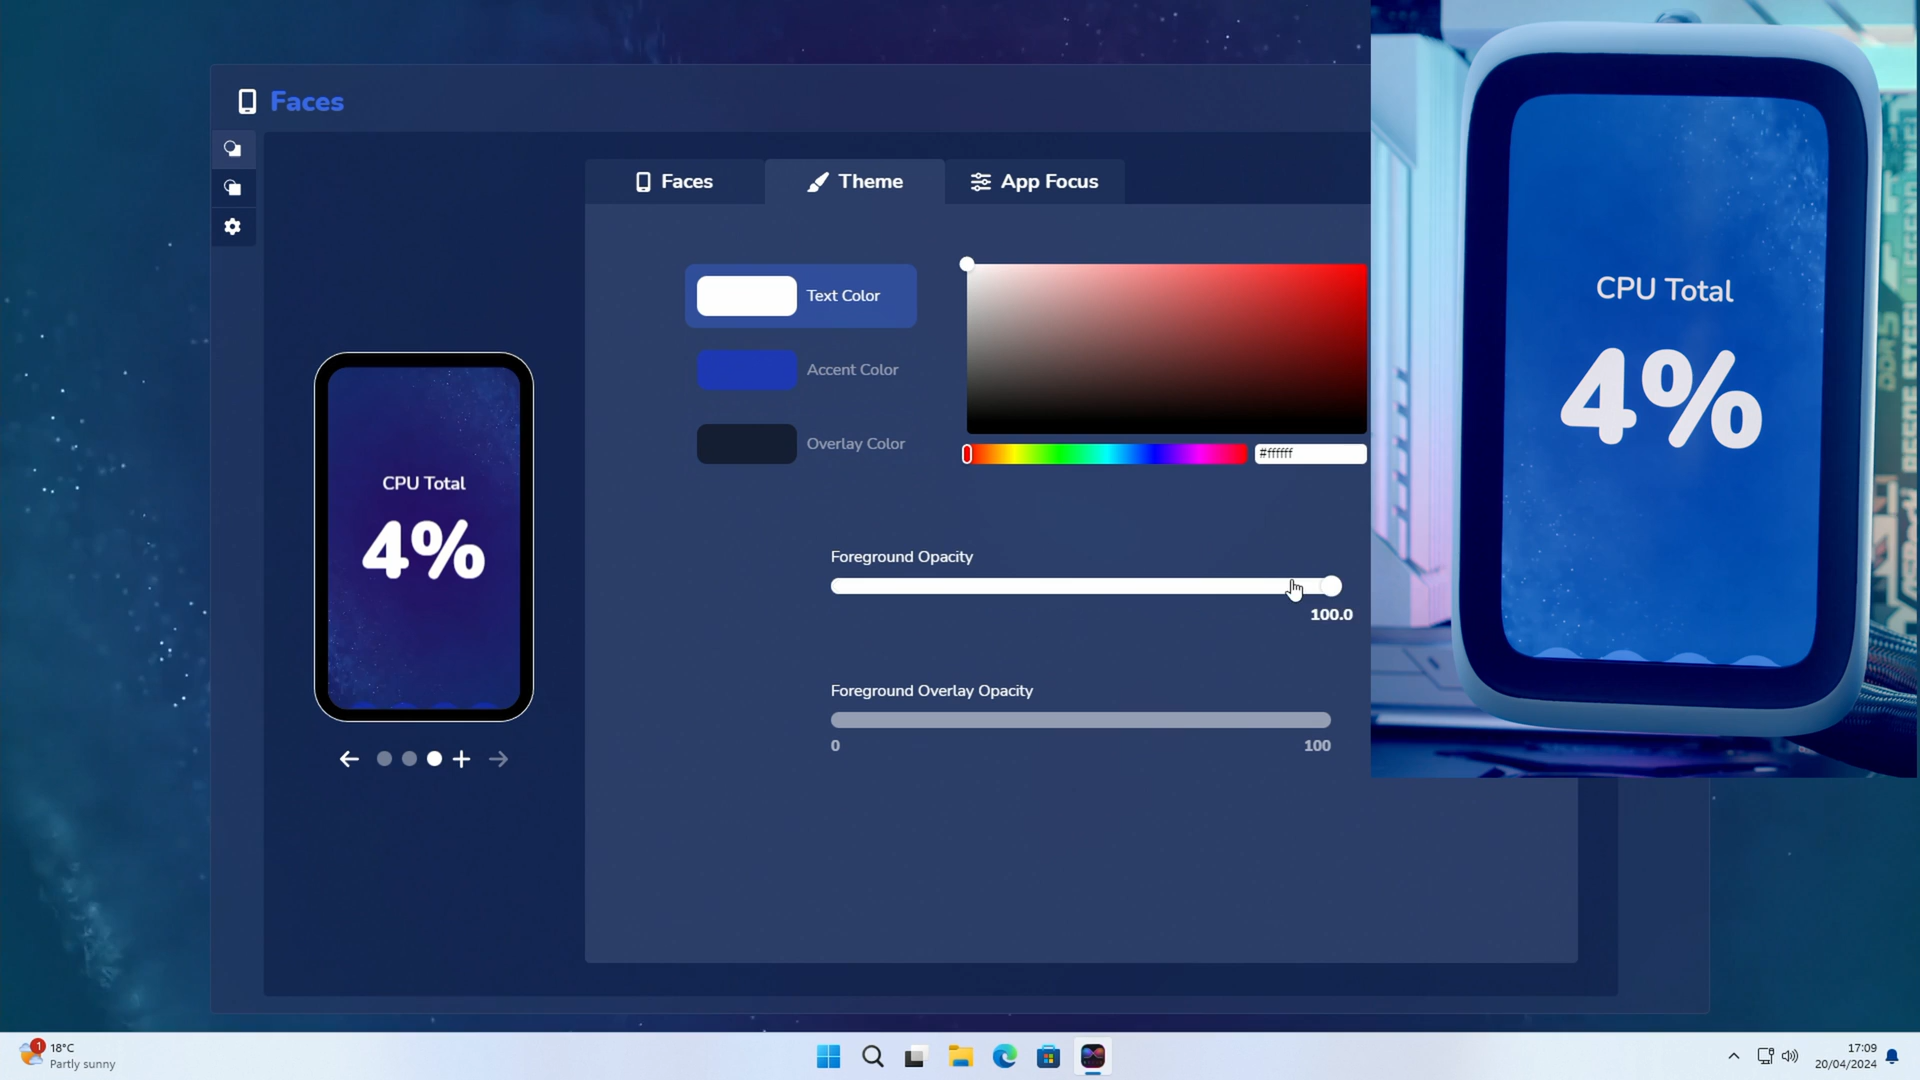 Faces
Faces
Theme
App Focus
Text Color
Accent Color
Overlay Color
#ffffff
Foreground Opacity
100.0
Foreground Overlay Opacity
0
100
CPU Total
4%
CPU Total
4%
1
18°C
Partly sunny
17:09
20/04/2024